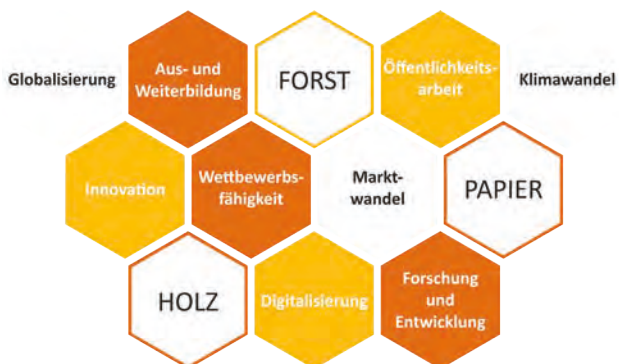 Globalisierung
Aus- und
Weiterbildung
FORST
Öffentlichkeits-
arbeit
Klimawandel
Innovation
Wettbewerbs-
fähigkeit
Markt-
wandel
PAPIER
HOLZ
Digitalisierung
Forschung
und
Entwicklung